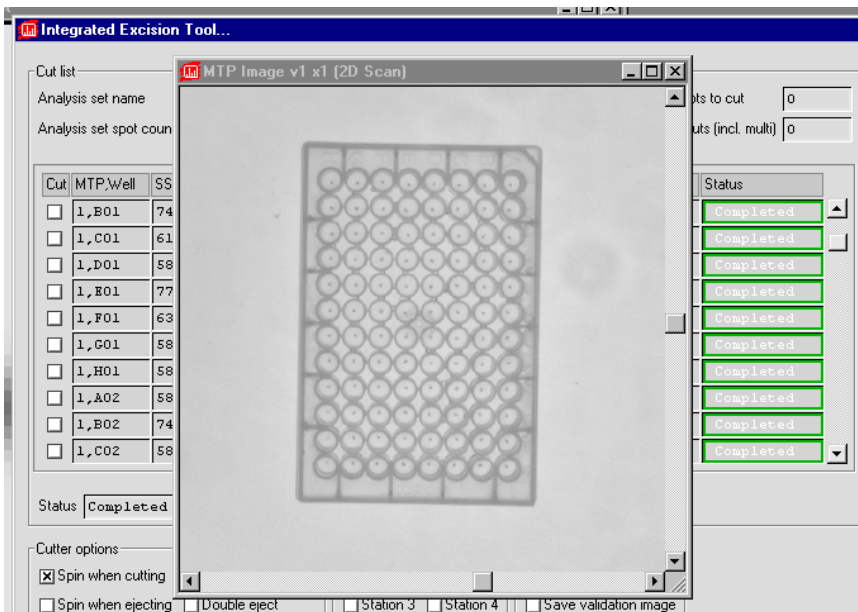 Integrated Excision Tool...
MTP Image v1 x1 (2D Scan)
Cut list
Analysis set name
ots to cut 0
Analysis set spot coun
uts (incl. multi) 0
Cut MTP,Well SS Status
1,B01 74 Completed
1,C01 61 Completed
1,D01 58 Completed
1,E01 77 Completed
1,F01 63 Completed
1,G01 58 Completed
1,H01 58 Completed
1,A02 58 Completed
1,B02 74 Completed
1,C02 58 Completed
Status Completed
Cutter options
Spin when cutting
Spin when ejecting Double eject Station 3 Station 4 Save validation image